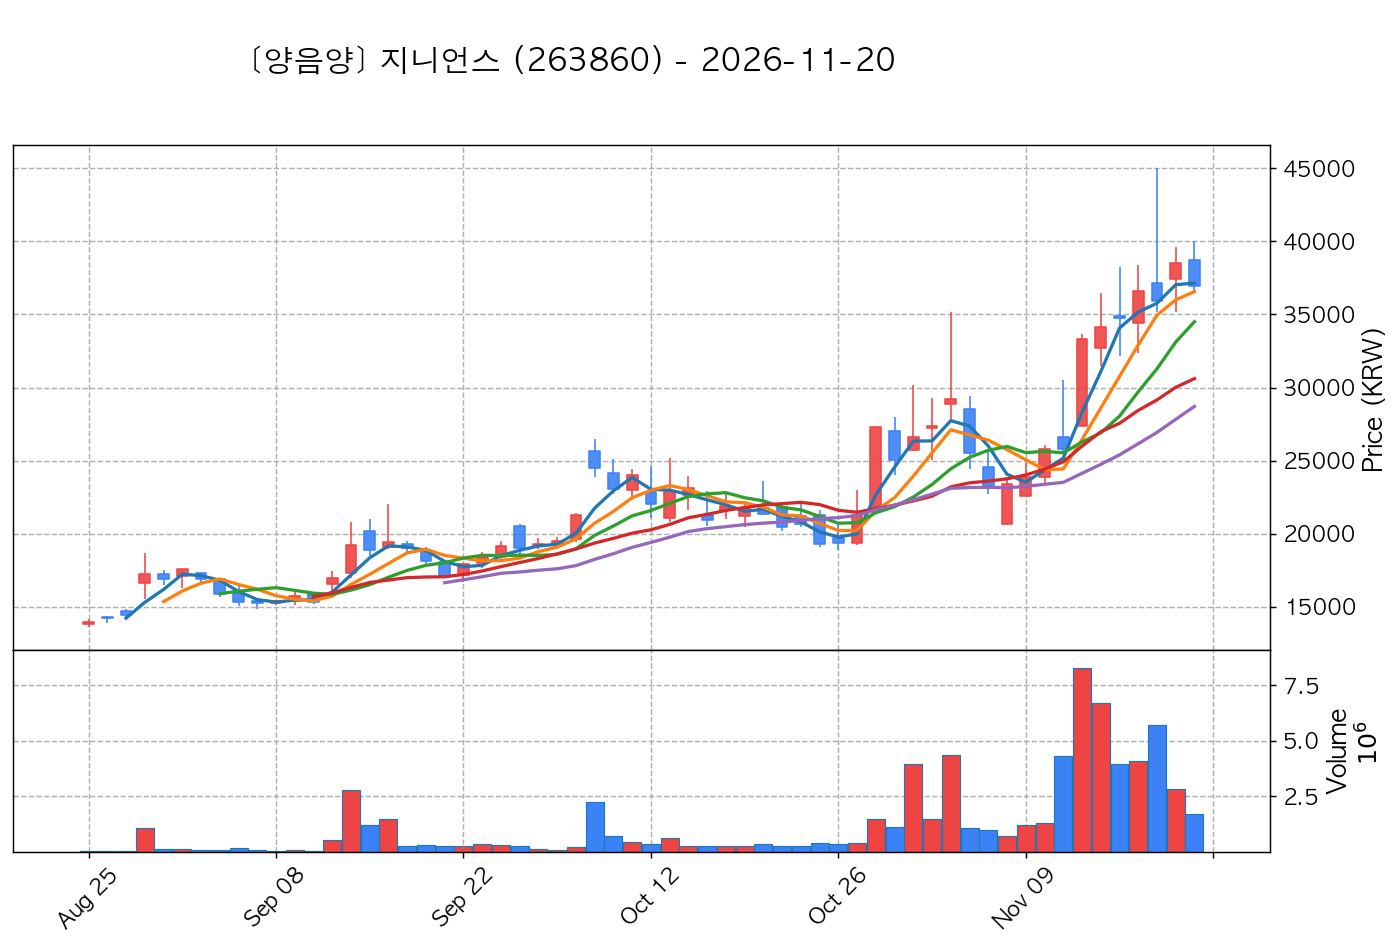 〔양음양〕 지니언스 (263860) - 2026-11-20
45000
40000
35000
30000
25000
20000
15000
Price (KRW)
7.5
5.0
2.5
Volume
10⁶
Aug 25
Sep 08
Sep 22
Oct 12
Oct 26
Nov 09